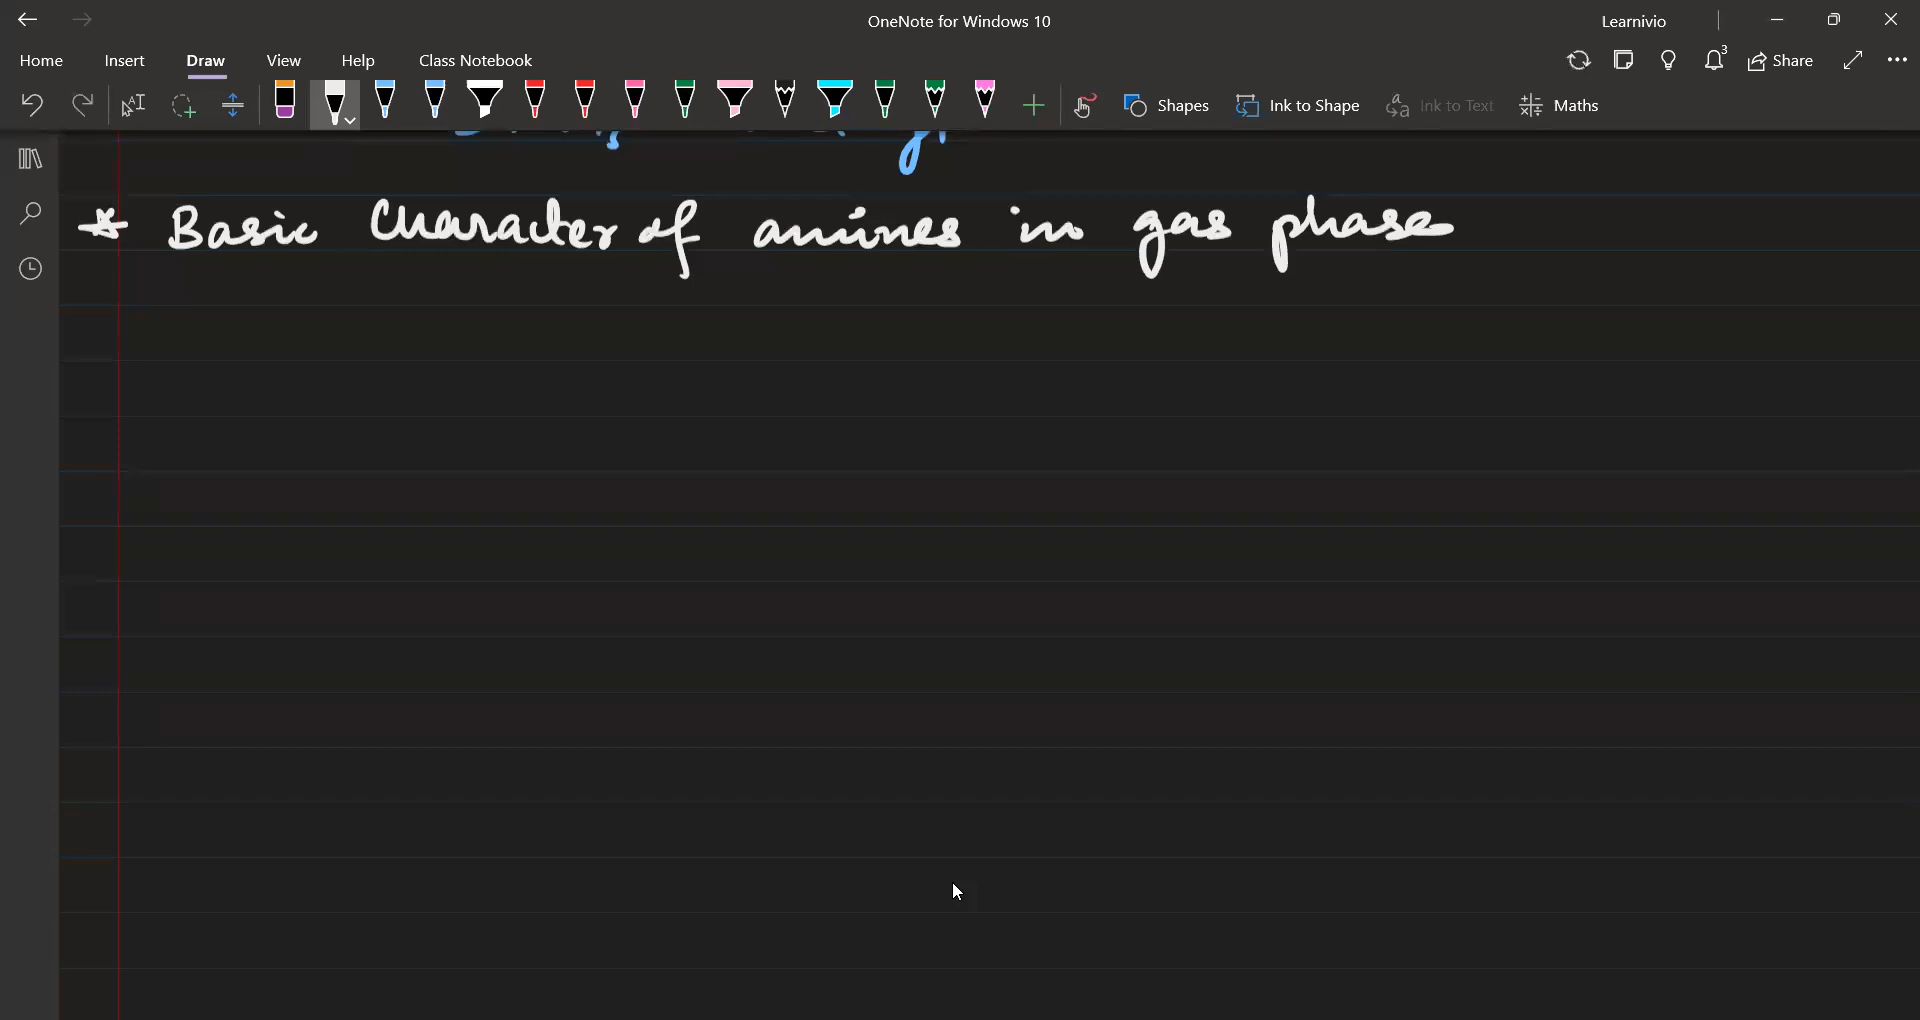 OneNote for Windows 10
Learnivio
Home Insert Draw View Help Class Notebook
3
Share
Shapes Ink to Shape Ink to Text Maths
* Basic Character of amines in gas phase